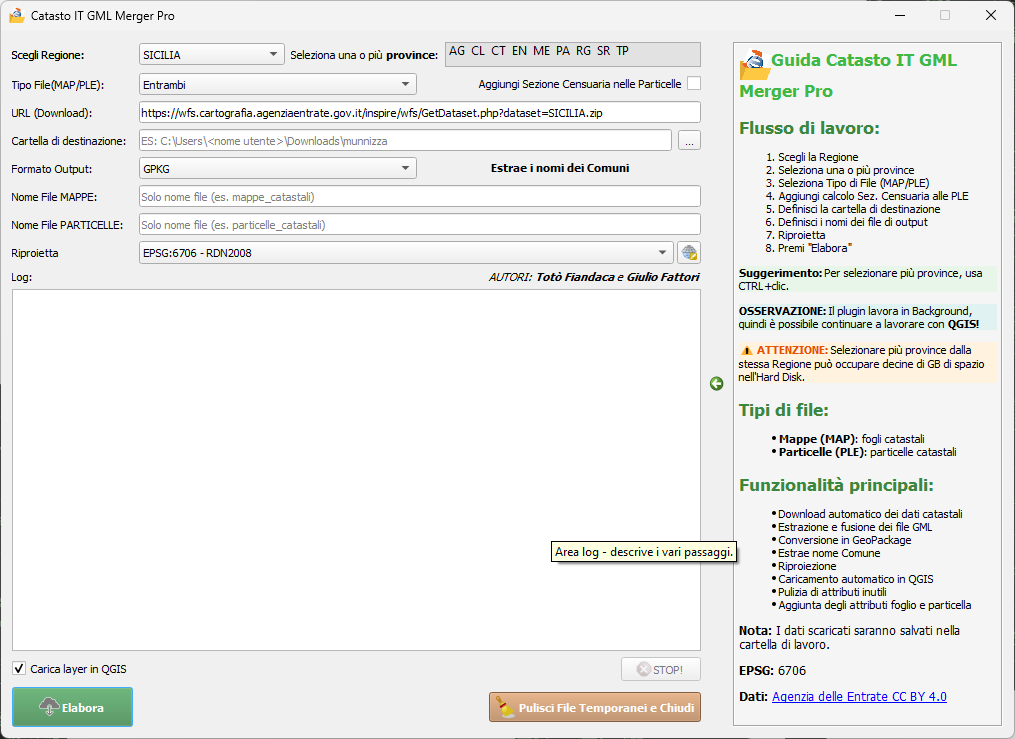 Catasto IT GML Merger Pro
Scegli Regione:
SICILIA
Seleziona una o più province:
AG CL CT EN ME PA RG SR TP
Tipo File(MAP/PLE):
Entrambi
Aggiungi Sezione Censuaria nelle Particelle
URL (Download):
https://wfs.cartografia.agenziaentrate.gov.it/inspire/wfs/GetDataset.php?dataset=SICILIA.zip
Cartella di destinazione:
ES: C:\Users\<nome utente>\Downloads\munnizza
...
Formato Output:
GPKG
Estrae i nomi dei Comuni
Nome File MAPPE:
Solo nome file (es. mappe_catastali)
Nome File PARTICELLE:
Solo nome file (es. particelle_catastali)
Riproietta
EPSG:6706 - RDN2008
Log:
AUTORI: Totò Fiandaca e Giulio Fattori
Area log - descrive i vari passaggi.
Carica layer in QGIS
STOP!
Elabora
Pulisci File Temporanei e Chiudi
Guida Catasto IT GML
Merger Pro
Flusso di lavoro:
1. Scegli la Regione
2. Seleziona una o più province
3. Seleziona Tipo di File (MAP/PLE)
4. Aggiungi calcolo Sez. Censuaria alle PLE
5. Definisci la cartella di destinazione
6. Definisci i nomi dei file di output
7. Riproietta
8. Premi "Elabora"
Suggerimento: Per selezionare più province, usa
CTRL+clic.
OSSERVAZIONE: Il plugin lavora in Background,
quindi è possibile continuare a lavorare con QGIS!
⚠ ATTENZIONE: Selezionare più province dalla
stessa Regione può occupare decine di GB di spazio
nell'Hard Disk.
Tipi di file:
• Mappe (MAP): fogli catastali
• Particelle (PLE): particelle catastali
Funzionalità principali:
• Download automatico dei dati catastali
• Estrazione e fusione dei file GML
• Conversione in GeoPackage
• Estrae nome Comune
• Riproiezione
• Caricamento automatico in QGIS
• Pulizia di attributi inutili
• Aggiunta degli attributi foglio e particella
Nota: I dati scaricati saranno salvati nella
cartella di lavoro.
EPSG: 6706
Dati: Agenzia delle Entrate CC BY 4.0